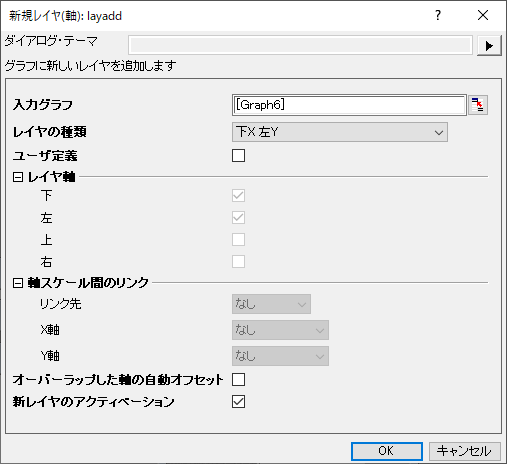 新規レイヤ(軸): layadd
ダイアログ・テーマ
グラフに新しいレイヤを追加します
入力グラフ [Graph6]
レイヤの種類 下X 左Y
ユーザ定義
レイヤ軸
下
左
上
右
軸スケール間のリンク
リンク先 なし
X軸 なし
Y軸 なし
オーバーラップした軸の自動オフセット
新レイヤのアクティベーション
OK キャンセル